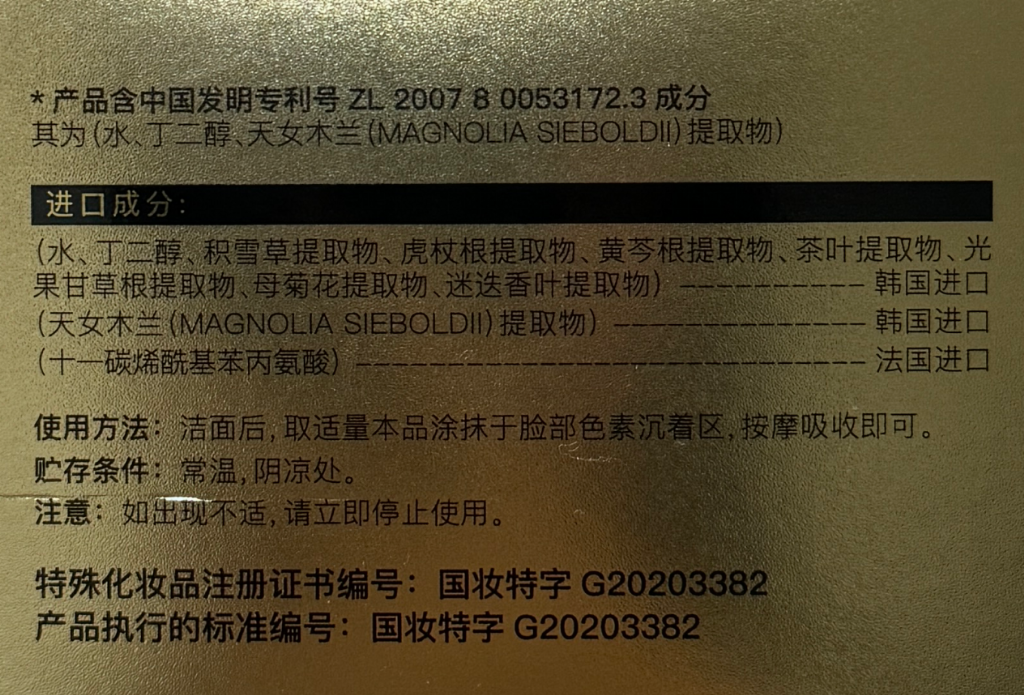 *产品含中国发明专利号 ZL 2007 8 0053172.3 成分
其为(水、丁二醇、天女木兰(MAGNOLIA SIEBOLDII)提取物)
进口成分：
(水、丁二醇、积雪草提取物、虎杖根提取物、黄芩根提取物、茶叶提取物、光
果甘草根提取物、母菊花提取物、迷迭香叶提取物) ----------- 韩国进口
(天女木兰(MAGNOLIA SIEBOLDII)提取物) --------------- 韩国进口
(十一碳烯酰基苯丙氨酸) ------------------------------ 法国进口
使用方法：洁面后,取适量本品涂抹于脸部色素沉着区,按摩吸收即可。
贮存条件：常温,阴凉处。
注意：如出现不适,请立即停止使用。
特殊化妆品注册证书编号：国妆特字 G20203382
产品执行的标准编号：国妆特字 G20203382